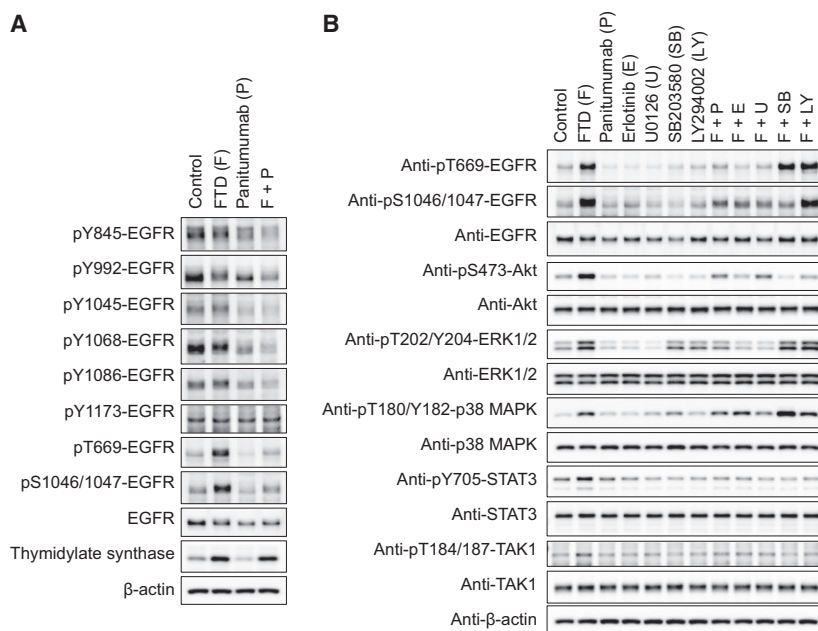 A
Control
FTD (F)
Panitumumab (P)
F + P
pY845-EGFR
pY992-EGFR
pY1045-EGFR
pY1068-EGFR
pY1086-EGFR
pY1173-EGFR
pT669-EGFR
pS1046/1047-EGFR
EGFR
Thymidylate synthase
β-actin
B
Control
FTD (F)
Panitumumab (P)
Erlotinib (E)
U0126 (U)
SB203580 (SB)
LY294002 (LY)
F + P
F + E
F + U
F + SB
F + LY
Anti-pT669-EGFR
Anti-pS1046/1047-EGFR
Anti-EGFR
Anti-pS473-Akt
Anti-Akt
Anti-pT202/Y204-ERK1/2
Anti-ERK1/2
Anti-pT180/Y182-p38 MAPK
Anti-p38 MAPK
Anti-pY705-STAT3
Anti-STAT3
Anti-pT184/187-TAK1
Anti-TAK1
Anti-β-actin